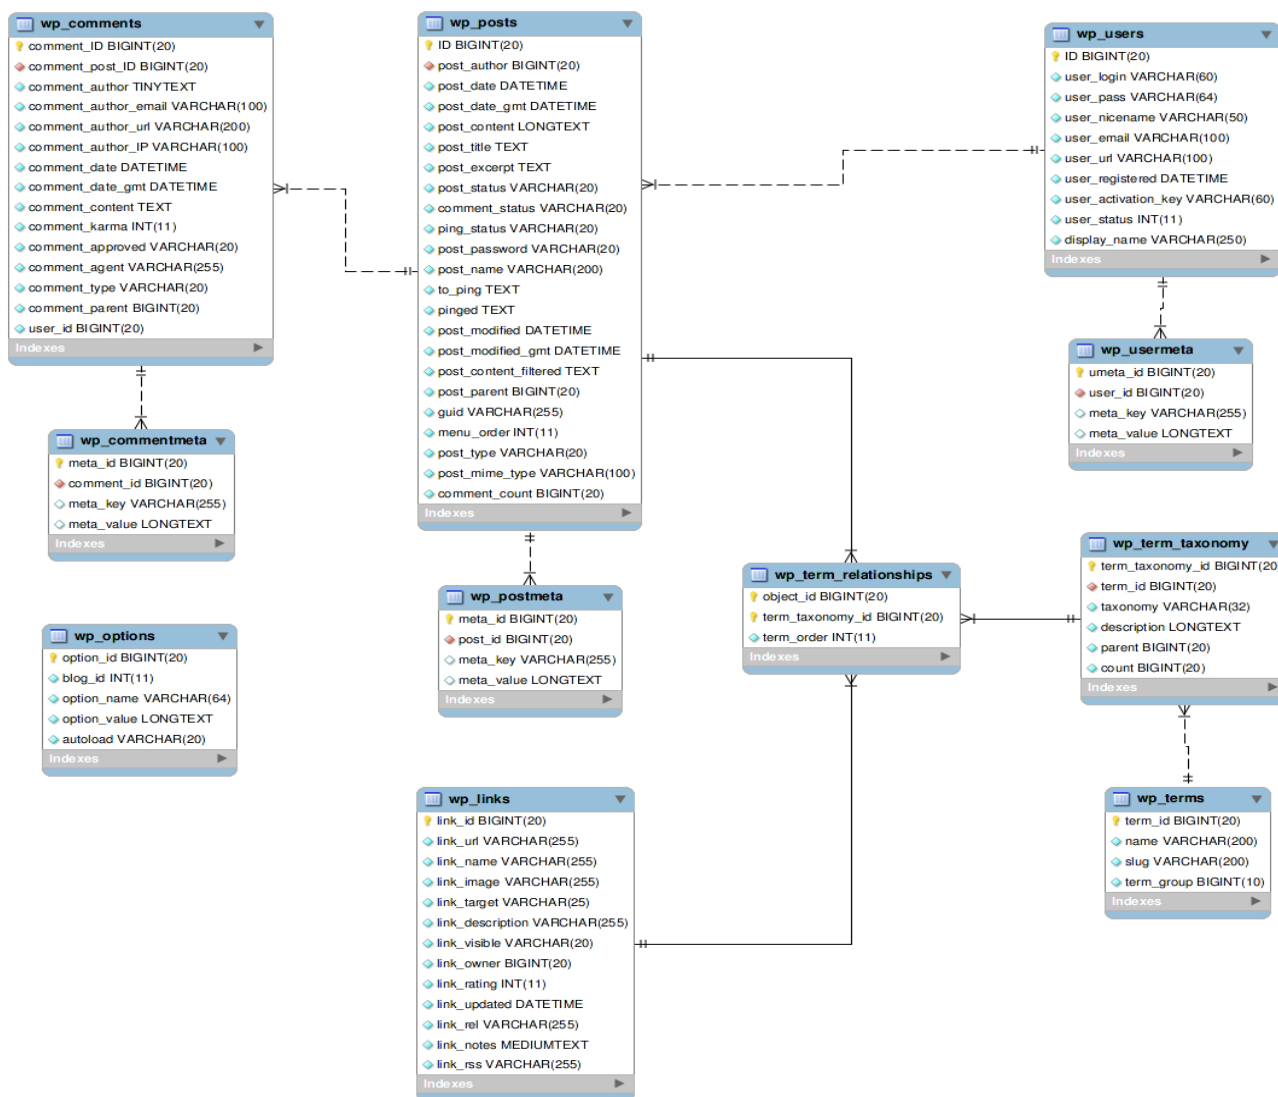 wp_comments
comment_ID BIGINT(20)
comment_post_ID BIGINT(20)
comment_author TINYTEXT
comment_author_email VARCHAR(100)
comment_author_url VARCHAR(200)
comment_author_IP VARCHAR(100)
comment_date DATETIME
comment_date_gmt DATETIME
comment_content TEXT
comment_karma INT(11)
comment_approved VARCHAR(20)
comment_agent VARCHAR(255)
comment_type VARCHAR(20)
comment_parent BIGINT(20)
user_id BIGINT(20)
Indexes
wp_posts
ID BIGINT(20)
post_author BIGINT(20)
post_date DATETIME
post_date_gmt DATETIME
post_content LONGTEXT
post_title TEXT
post_excerpt TEXT
post_status VARCHAR(20)
comment_status VARCHAR(20)
ping_status VARCHAR(20)
post_password VARCHAR(20)
post_name VARCHAR(200)
to_ping TEXT
pinged TEXT
post_modified DATETIME
post_modified_gmt DATETIME
post_content_filtered TEXT
post_parent BIGINT(20)
guid VARCHAR(255)
menu_order INT(11)
post_type VARCHAR(20)
post_mime_type VARCHAR(100)
comment_count BIGINT(20)
Indexes
wp_users
ID BIGINT(20)
user_login VARCHAR(60)
user_pass VARCHAR(64)
user_nicename VARCHAR(50)
user_email VARCHAR(100)
user_url VARCHAR(100)
user_registered DATETIME
user_activation_key VARCHAR(60)
user_status INT(11)
display_name VARCHAR(250)
Indexes
wp_usermeta
umeta_id BIGINT(20)
user_id BIGINT(20)
meta_key VARCHAR(255)
meta_value LONGTEXT
Indexes
wp_commentmeta
meta_id BIGINT(20)
comment_id BIGINT(20)
meta_key VARCHAR(255)
meta_value LONGTEXT
Indexes
wp_postmeta
meta_id BIGINT(20)
post_id BIGINT(20)
meta_key VARCHAR(255)
meta_value LONGTEXT
Indexes
wp_term_relationships
object_id BIGINT(20)
term_taxonomy_id BIGINT(20)
term_order INT(11)
Indexes
wp_term_taxonomy
term_taxonomy_id BIGINT(20
term_id BIGINT(20)
taxonomy VARCHAR(32)
description LONGTEXT
parent BIGINT(20)
count BIGINT(20)
Indexes
wp_options
option_id BIGINT(20)
blog_id INT(11)
option_name VARCHAR(64)
option_value LONGTEXT
autoload VARCHAR(20)
Indexes
wp_links
link_id BIGINT(20)
link_url VARCHAR(255)
link_name VARCHAR(255)
link_image VARCHAR(255)
link_target VARCHAR(25)
link_description VARCHAR(255)
link_visible VARCHAR(20)
link_owner BIGINT(20)
link_rating INT(11)
link_updated DATETIME
link_rel VARCHAR(255)
link_notes MEDIUMTEXT
link_rss VARCHAR(255)
Indexes
wp_terms
term_id BIGINT(20)
name VARCHAR(200)
slug VARCHAR(200)
term_group BIGINT(10)
Indexes